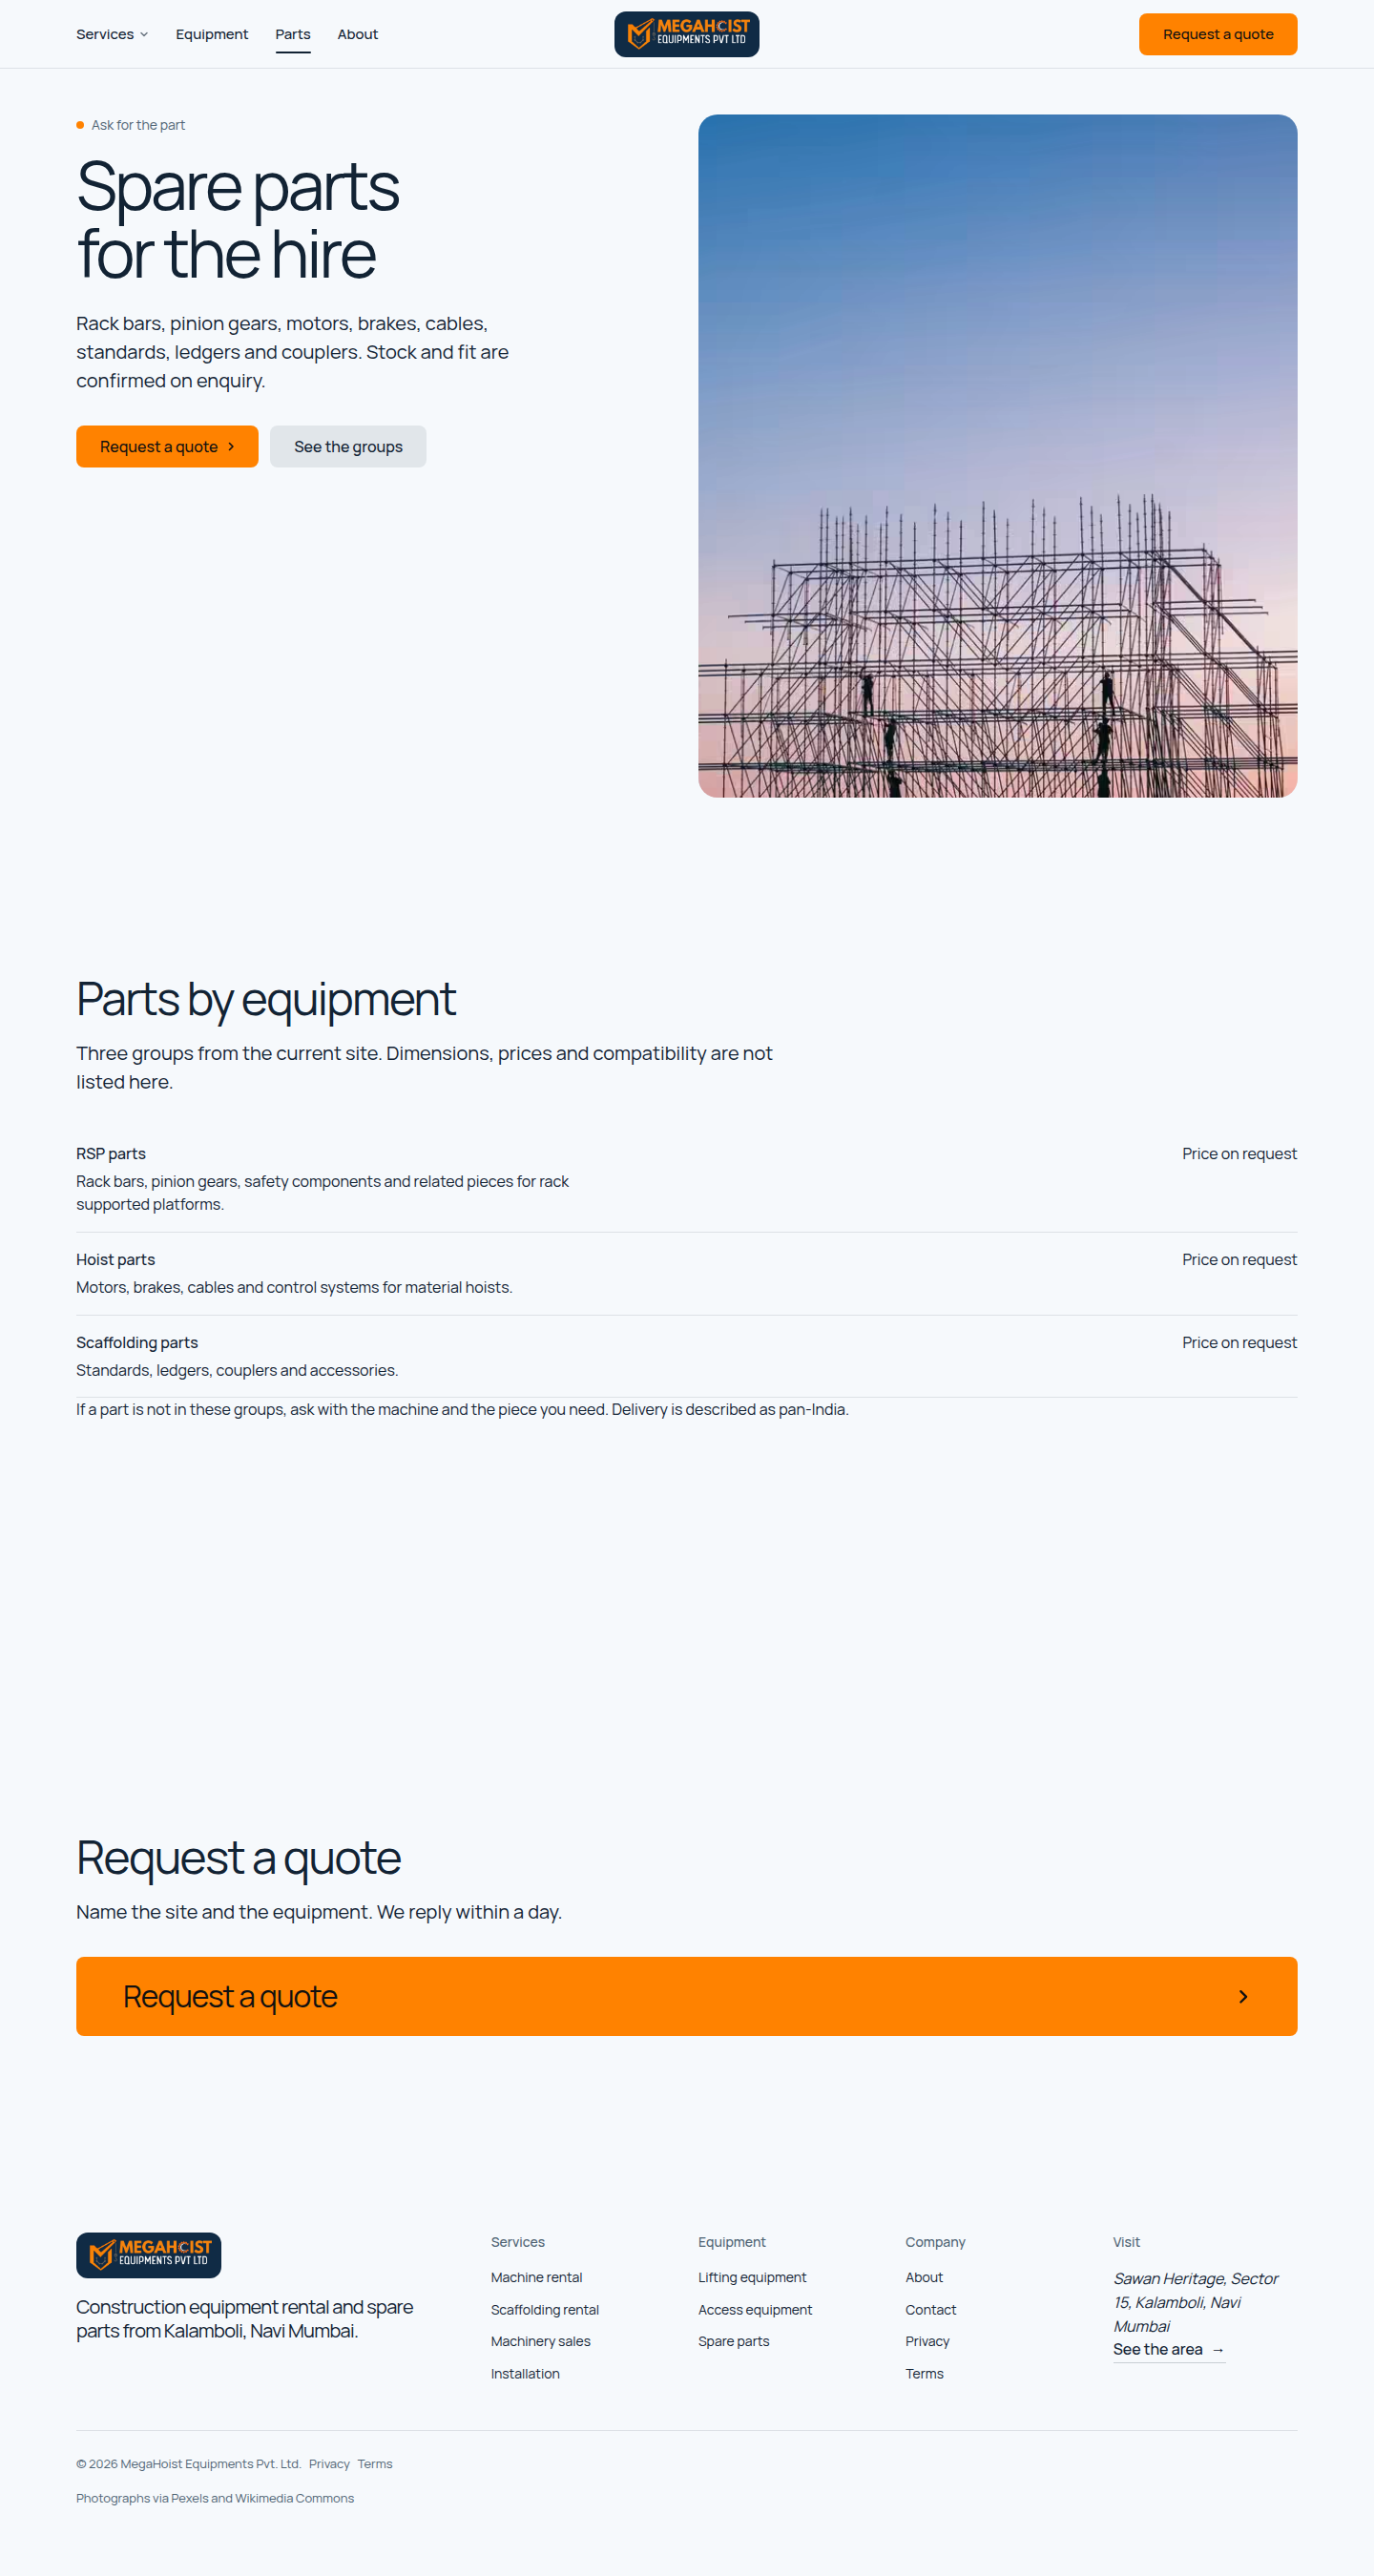 Services
Equipment
Parts
About
MEGAHOIST
EQUIPMENTS PVT LTD
Request a quote
Ask for the part
Spare parts
for the hire
Rack bars, pinion gears, motors, brakes, cables,
standards, ledgers and couplers. Stock and fit are
confirmed on enquiry.
Request a quote
See the groups
Parts by equipment
Three groups from the current site. Dimensions, prices and compatibility are not
listed here.
RSP parts
Price on request
Rack bars, pinion gears, safety components and related pieces for rack
supported platforms.
Hoist parts
Price on request
Motors, brakes, cables and control systems for material hoists.
Scaffolding parts
Price on request
Standards, ledgers, couplers and accessories.
If a part is not in these groups, ask with the machine and the piece you need. Delivery is described as pan-India.
Request a quote
Name the site and the equipment. We reply within a day.
Request a quote
MEGAHOIST
EQUIPMENTS PVT LTD
Construction equipment rental and spare
parts from Kalamboli, Navi Mumbai.
Services
Machine rental
Scaffolding rental
Machinery sales
Installation
Equipment
Lifting equipment
Access equipment
Spare parts
Company
About
Contact
Privacy
Terms
Visit
Sawan Heritage, Sector
15, Kalamboli, Navi
Mumbai
See the area →
© 2026 MegaHoist Equipments Pvt. Ltd. Privacy Terms
Photographs via Pexels and Wikimedia Commons